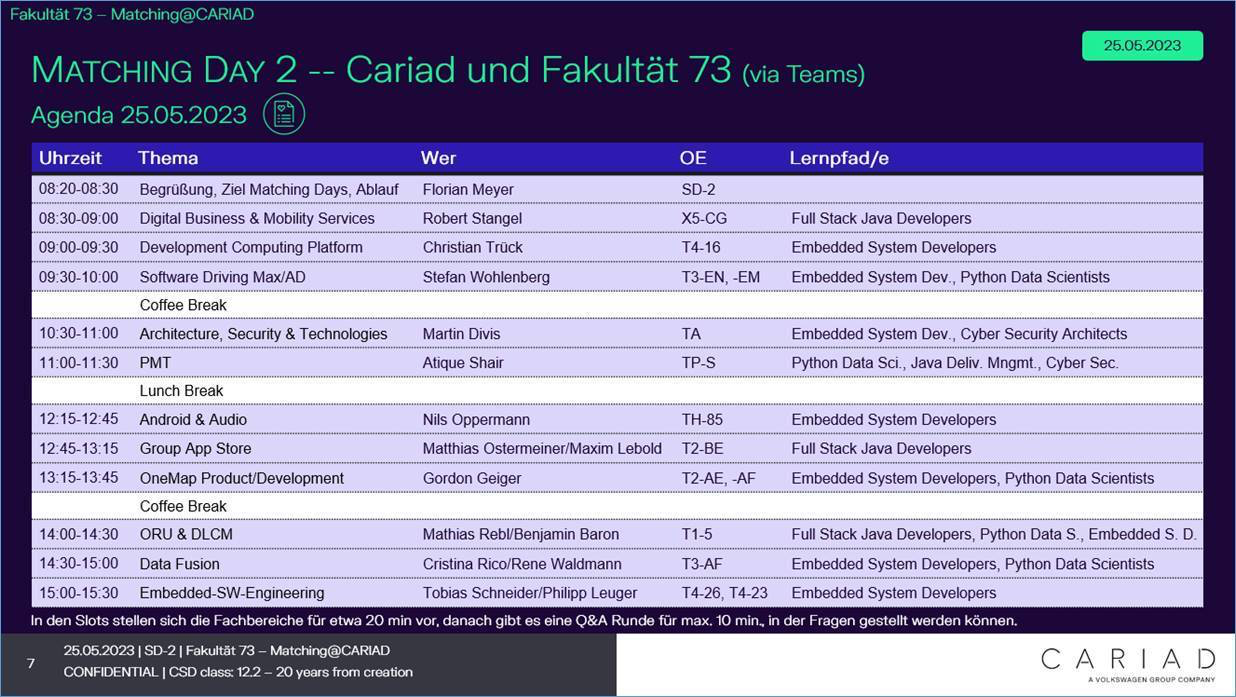 Fakultät 73 – Matching@CARIAD
25.05.2023
MATCHING DAY 2 -- Cariad und Fakultät 73 (via Teams)
Agenda 25.05.2023
Uhrzeit Thema Wer OE Lernpfad/e
08:20-08:30 Begrüßung, Ziel Matching Days, Ablauf Florian Meyer SD-2
08:30-09:00 Digital Business & Mobility Services Robert Stangel X5-CG Full Stack Java Developers
09:00-09:30 Development Computing Platform Christian Trück T4-16 Embedded System Developers
09:30-10:00 Software Driving Max/AD Stefan Wohlenberg T3-EN, -EM Embedded System Dev., Python Data Scientists
Coffee Break
10:30-11:00 Architecture, Security & Technologies Martin Divis TA Embedded System Dev., Cyber Security Architects
11:00-11:30 PMT Atique Shair TP-S Python Data Sci., Java Deliv. Mngmt., Cyber Sec.
Lunch Break
12:15-12:45 Android & Audio Nils Oppermann TH-85 Embedded System Developers
12:45-13:15 Group App Store Matthias Ostermeiner/Maxim Lebold T2-BE Full Stack Java Developers
13:15-13:45 OneMap Product/Development Gordon Geiger T2-AE, -AF Embedded System Developers, Python Data Scientists
Coffee Break
14:00-14:30 ORU & DLCM Mathias Rebl/Benjamin Baron T1-5 Full Stack Java Developers, Python Data S., Embedded S. D.
14:30-15:00 Data Fusion Cristina Rico/Rene Waldmann T3-AF Embedded System Developers, Python Data Scientists
15:00-15:30 Embedded-SW-Engineering Tobias Schneider/Philipp Leuger T4-26, T4-23 Embedded System Developers
In den Slots stellen sich die Fachbereiche für etwa 20 min vor, danach gibt es eine Q&A Runde für max. 10 min., in der Fragen gestellt werden können.
7
25.05.2023 | SD-2 | Fakultät 73 – Matching@CARIAD
CONFIDENTIAL | CSD class: 12.2 – 20 years from creation
CARIAD
A VOLKSWAGEN GROUP COMPANY